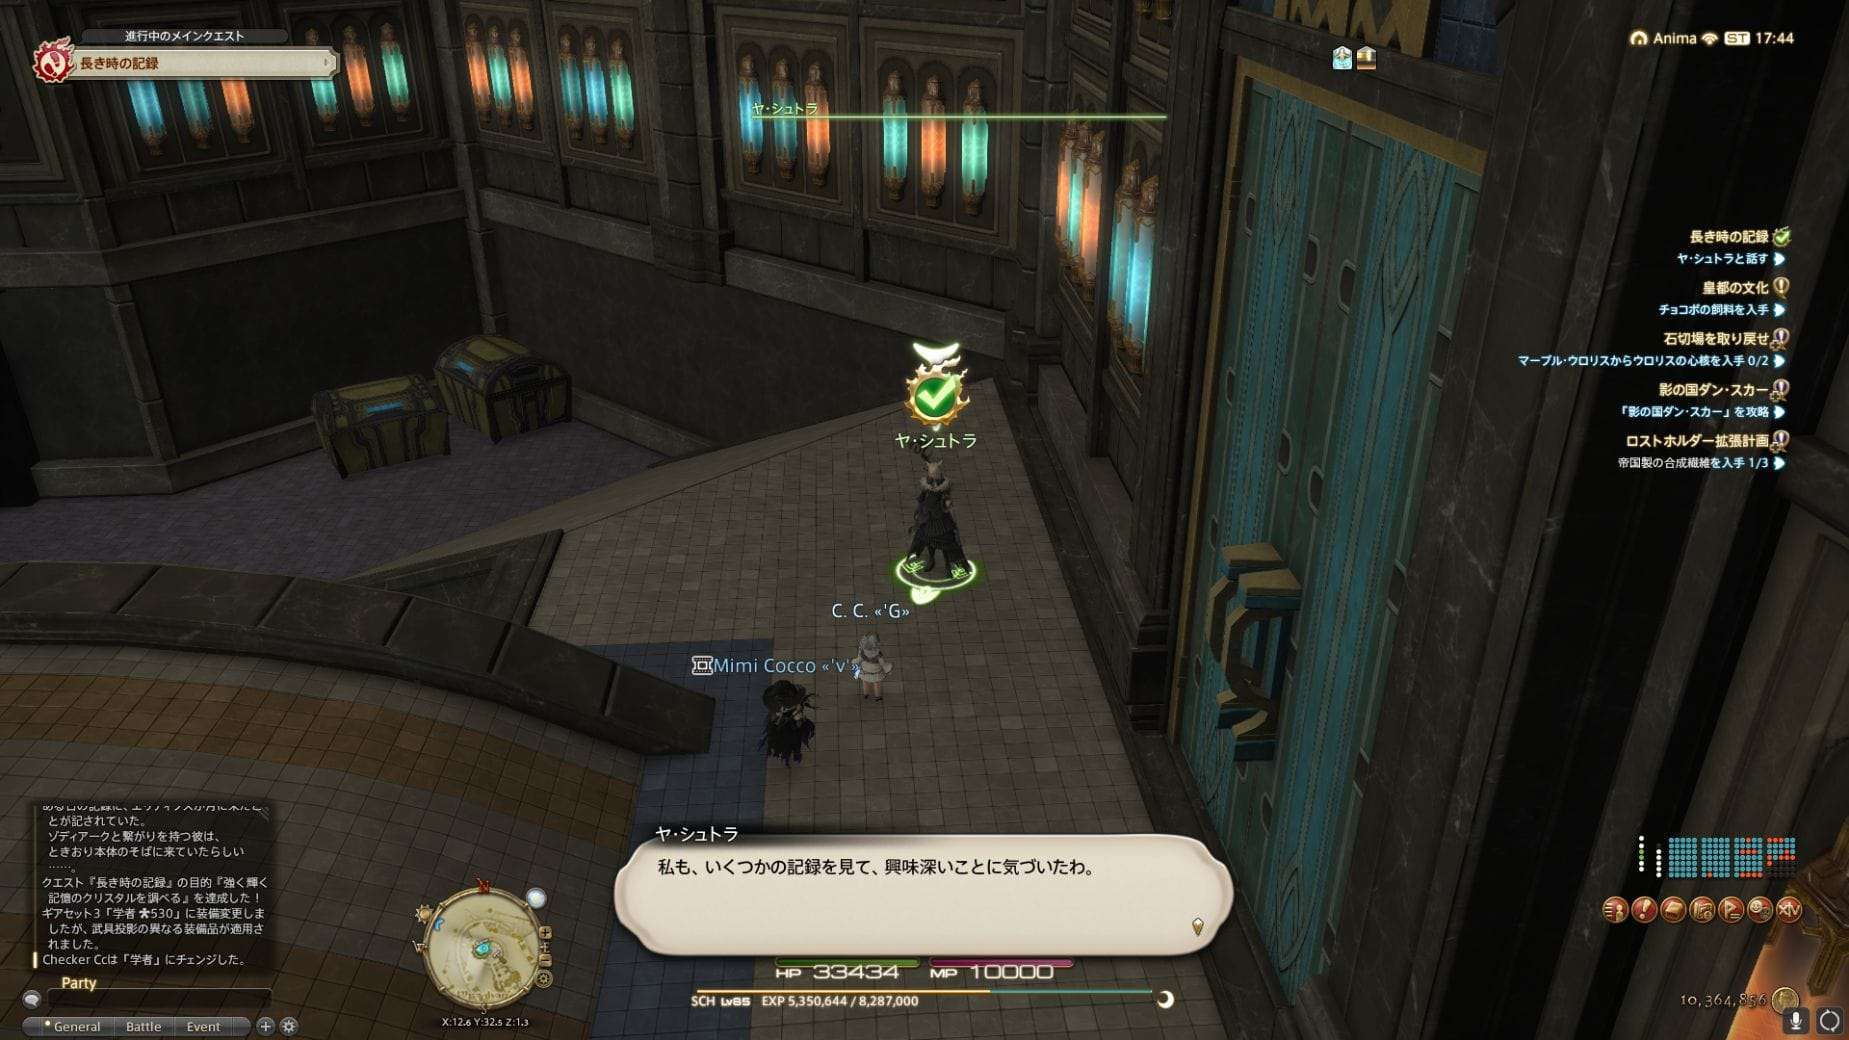 進行中のメインクエスト
長き時の記録
Anima ST 17:44
ヤ・シュトラ
長き時の記録
ヤ・シュトラと話す
皇都の文化
チョコボの飼料を入手
石切場を取り戻せ
マーブル・ウロリスからウロリスの心核を入手 0/2
影の国ダン・スカー
「影の国ダン・スカー」を攻略
ロストホルダー拡張計画
帝国製の合成繊維を入手 1/3
ヤ・シュトラ
C. C. «'G»
Mimi Cocco «'v'»
ヤ・シュトラ
私も、いくつかの記録を見て、興味深いことに気づいたわ。
とが記されていた。
ゾディアークと繋がりを持つ彼は、
ときおり本体のそばに来ていたらしい
……。
クエスト『長き時の記録』の目的『強く輝く
記憶のクリスタルを調べる』を達成した！
ギアセット3「学者 ★530」に装備変更しま
したが、武具投影の異なる装備品が適用さ
れました。
Checker Ccは「学者」にチェンジした。
Party
General Battle Event
N
X:12.6 Y:32.5 Z:1.3
HP 33434 MP 10000
SCH Lv85 EXP 5,350,644 / 8,287,000
XIV
10,364,856